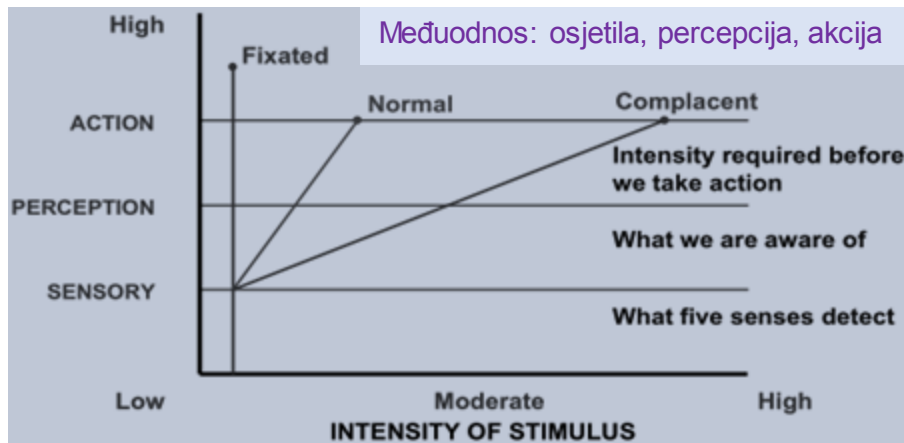 High
Međuodnos: osjetila, percepcija, akcija
Fixated
Normal
Complacent
ACTION
Intensity required before
we take action
PERCEPTION
What we are aware of
SENSORY
What five senses detect
Low
Moderate
High
INTENSITY OF STIMULUS